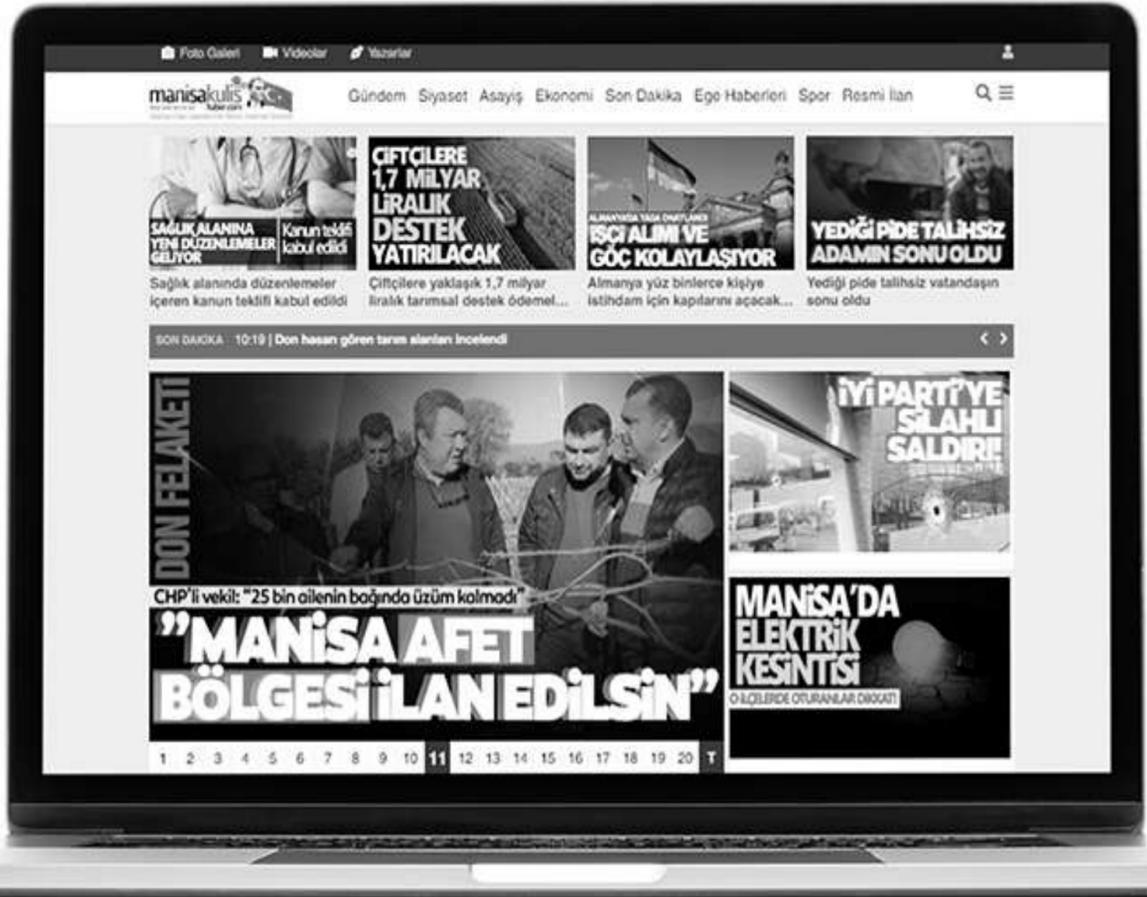 Foto Galeri Videolar Yazarlar
manisakulis
haber.com
Gündem Siyaset Asayiş Ekonomi Son Dakika Ege Haberleri Spor Resmi İlan
SAĞLIK ALANINA
YENİ DÜZENLEMELER
GELİYOR
Kanun teklifi
kabul edildi
Sağlık alanında düzenlemeler
içeren kanun teklifi kabul edildi
ÇİFTÇİLERE
1,7 MİLYAR
LİRALIK
DESTEK
YATIRILACAK
Çiftçilere yaklaşık 1,7 milyar
liralık tarımsal destek ödemel...
ALMANYA'DA YASA ONAYLANDI
İŞÇİ ALIMI VE
GÖÇ KOLAYLAŞIYOR
Almanya yüz binlerce kişiye
istihdam için kapılarını açacak...
YEDİĞİ PİDE TALİHSİZ
ADAMIN SONU OLDU
Yediği pide talihsiz vatandaşın
sonu oldu
SON DAKİKA 10:19 | Don hasarı gören tarım alanları incelendi
DON FELAKETİ
CHP'li vekil: "25 bin ailenin bağında üzüm kalmadı"
"MANİSA AFET
BÖLGESİ İLAN EDİLSİN"
1 2 3 4 5 6 7 8 9 10 11 12 13 14 15 16 17 18 19 20 T
İYİ PARTİ'YE
SİLAHLI
SALDIRI!
MANİSA'DA
ELEKTRİK
KESİNTİSİ
O İLÇELERDE OTURANLAR DİKKAT!